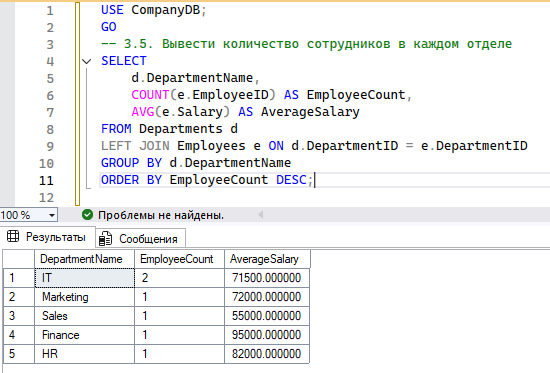 1 USE CompanyDB;
2 GO
3 -- 3.5. Вывести количество сотрудников в каждом отделе
4 SELECT
5 d.DepartmentName,
6 COUNT(e.EmployeeID) AS EmployeeCount,
7 AVG(e.Salary) AS AverageSalary
8 FROM Departments d
9 LEFT JOIN Employees e ON d.DepartmentID = e.DepartmentID
10 GROUP BY d.DepartmentName
11 ORDER BY EmployeeCount DESC;
12
100 % Проблемы не найдены.
Результаты Сообщения
DepartmentName EmployeeCount AverageSalary
1 IT 2 71500.000000
2 Marketing 1 72000.000000
3 Sales 1 55000.000000
4 Finance 1 95000.000000
5 HR 1 82000.000000